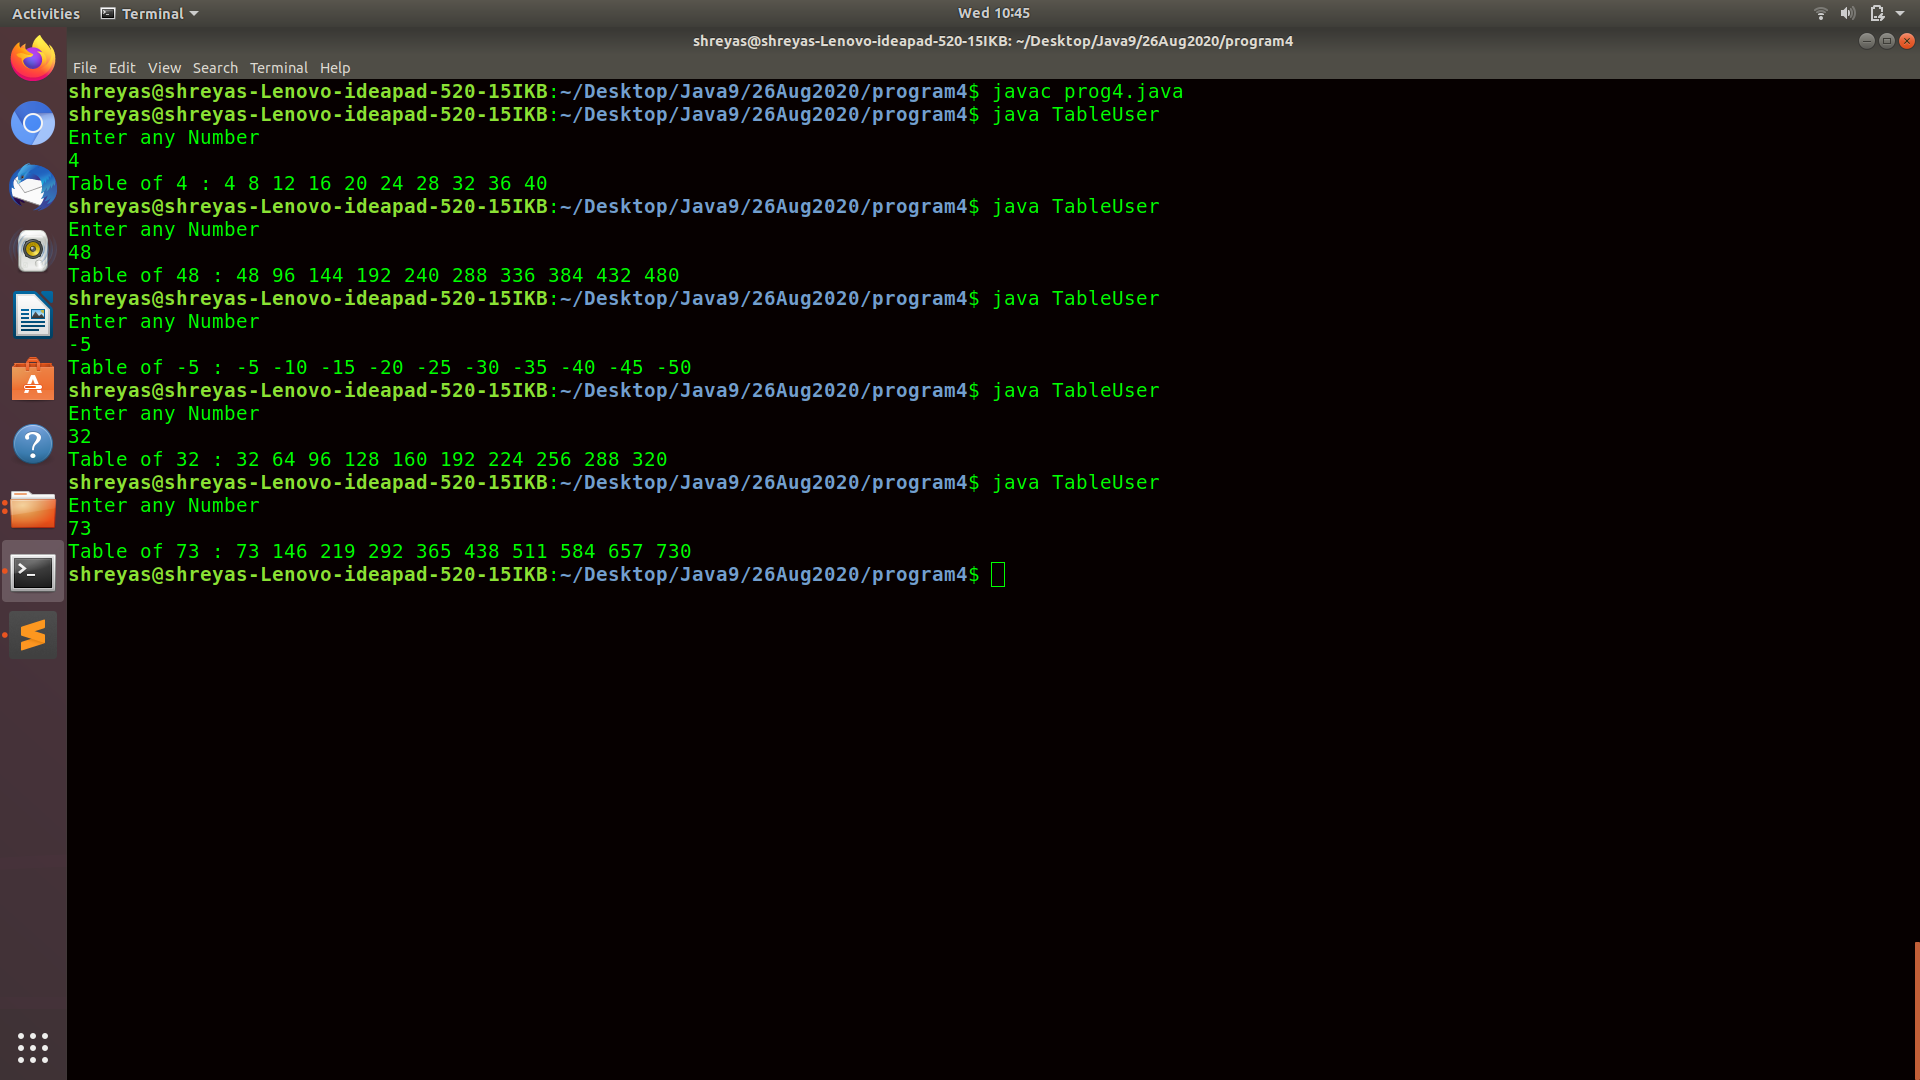 Activities Terminal Wed 10:45
shreyas@shreyas-Lenovo-ideapad-520-15IKB: ~/Desktop/Java9/26Aug2020/program4
File Edit View Search Terminal Help
shreyas@shreyas-Lenovo-ideapad-520-15IKB:~/Desktop/Java9/26Aug2020/program4$ javac prog4.java
shreyas@shreyas-Lenovo-ideapad-520-15IKB:~/Desktop/Java9/26Aug2020/program4$ java TableUser
Enter any Number
4
Table of 4 : 4 8 12 16 20 24 28 32 36 40
shreyas@shreyas-Lenovo-ideapad-520-15IKB:~/Desktop/Java9/26Aug2020/program4$ java TableUser
Enter any Number
48
Table of 48 : 48 96 144 192 240 288 336 384 432 480
shreyas@shreyas-Lenovo-ideapad-520-15IKB:~/Desktop/Java9/26Aug2020/program4$ java TableUser
Enter any Number
-5
Table of -5 : -5 -10 -15 -20 -25 -30 -35 -40 -45 -50
shreyas@shreyas-Lenovo-ideapad-520-15IKB:~/Desktop/Java9/26Aug2020/program4$ java TableUser
Enter any Number
32
Table of 32 : 32 64 96 128 160 192 224 256 288 320
shreyas@shreyas-Lenovo-ideapad-520-15IKB:~/Desktop/Java9/26Aug2020/program4$ java TableUser
Enter any Number
73
Table of 73 : 73 146 219 292 365 438 511 584 657 730
shreyas@shreyas-Lenovo-ideapad-520-15IKB:~/Desktop/Java9/26Aug2020/program4$